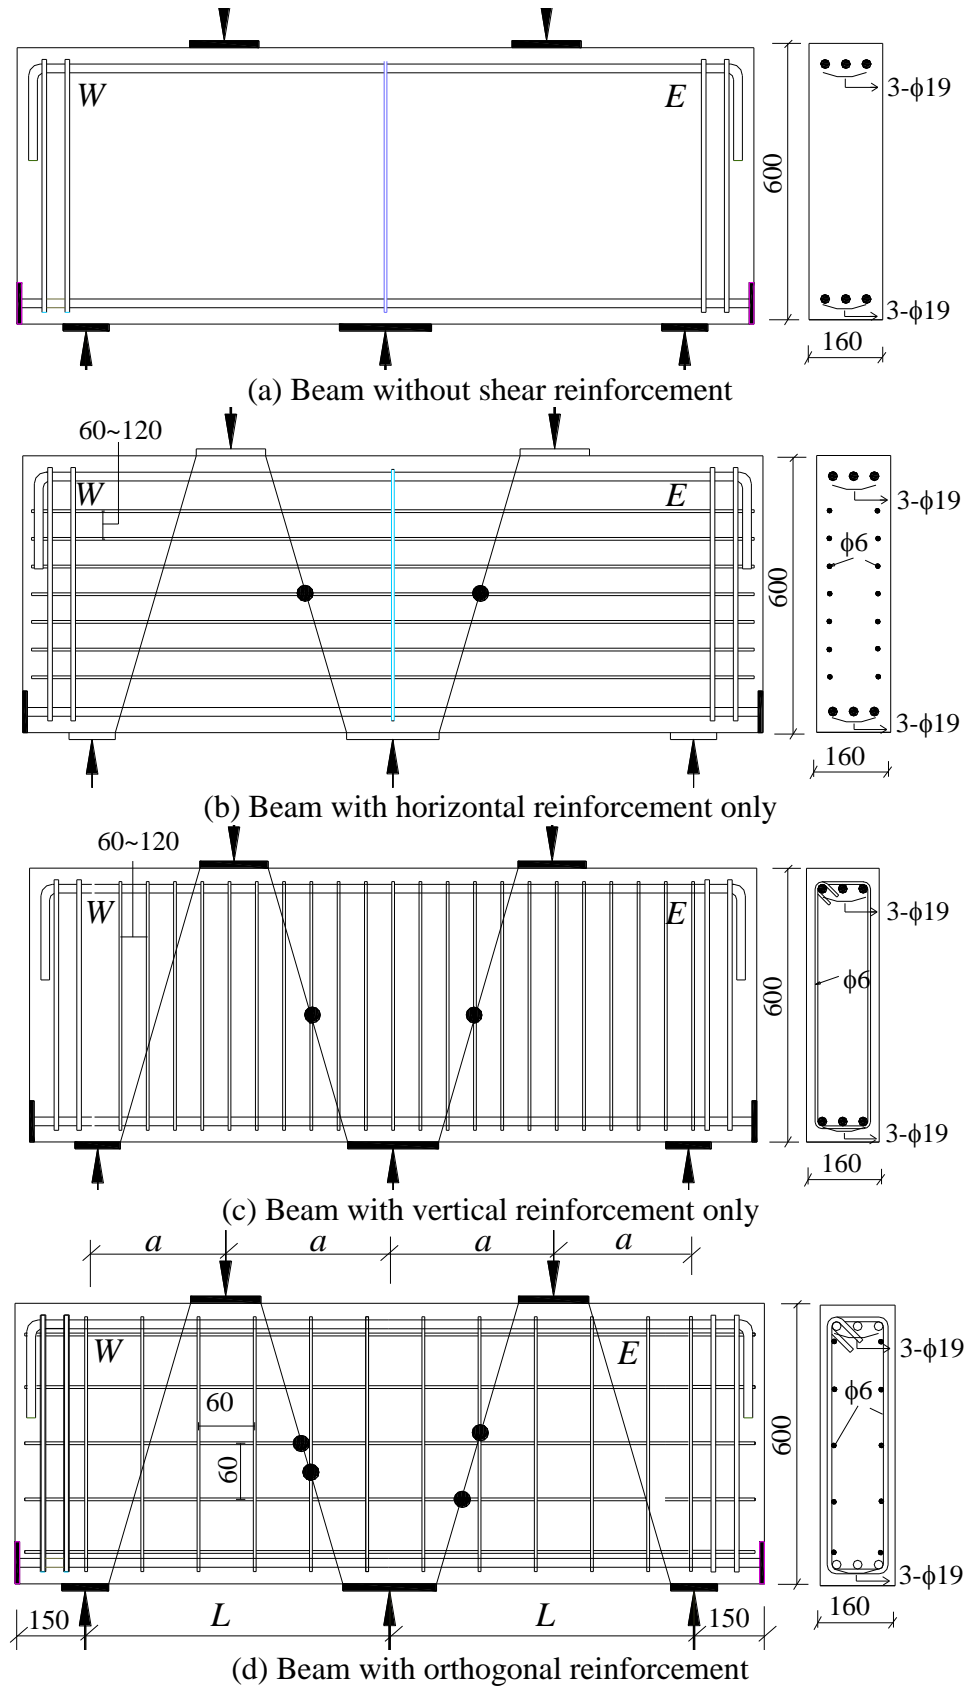 W
E
3-ϕ19
600
3-ϕ19
160
(a) Beam without shear reinforcement
60~120
W
E
3-ϕ19
ϕ6
600
3-ϕ19
160
(b) Beam with horizontal reinforcement only
60~120
W
E
3-ϕ19
ϕ6
600
3-ϕ19
160
(c) Beam with vertical reinforcement only
a a a a
W
E
3-ϕ19
60
ϕ6
600
60
3-ϕ19
150 L L 150
160
(d) Beam with orthogonal reinforcement